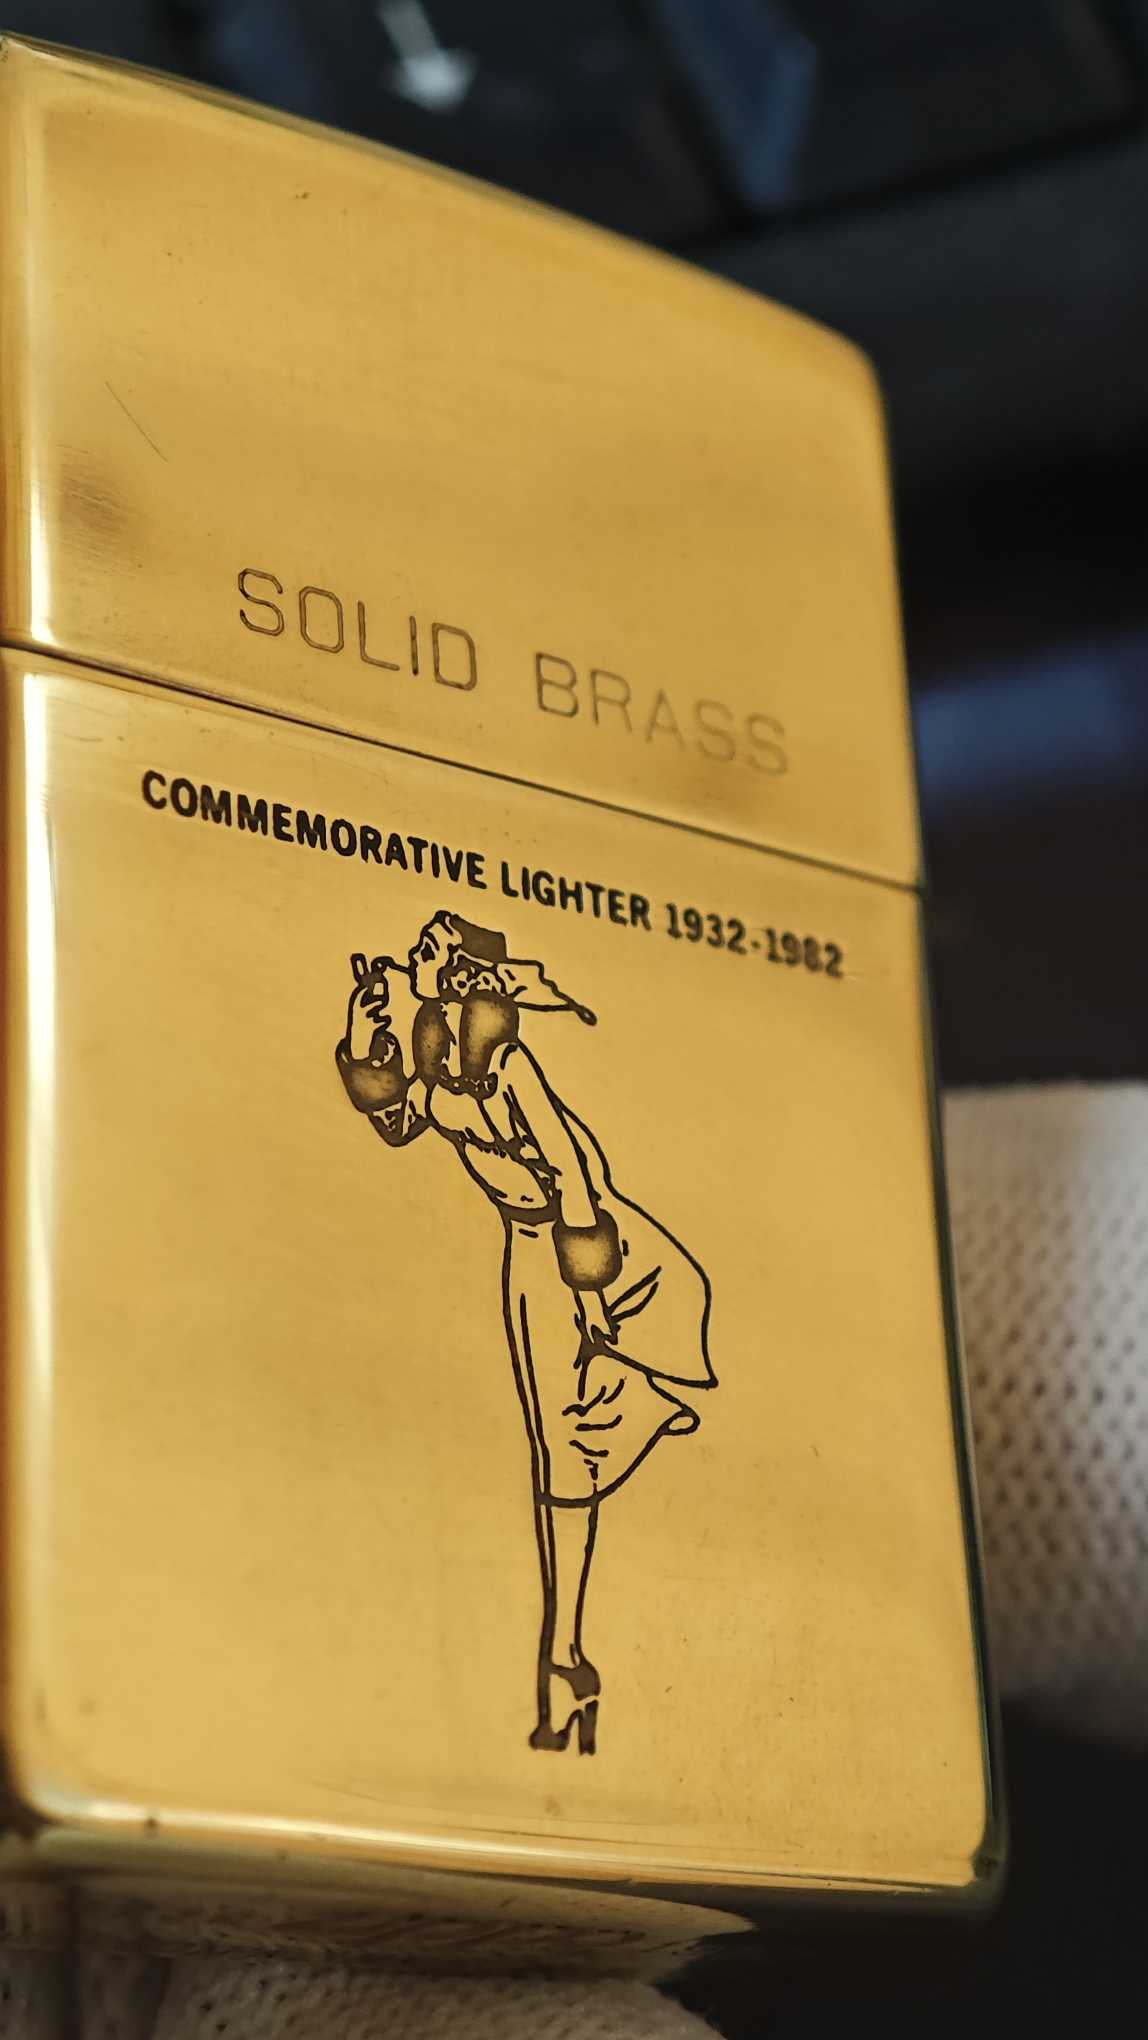 SOLID BRASS
COMMEMORATIVE LIGHTER 1932-1982